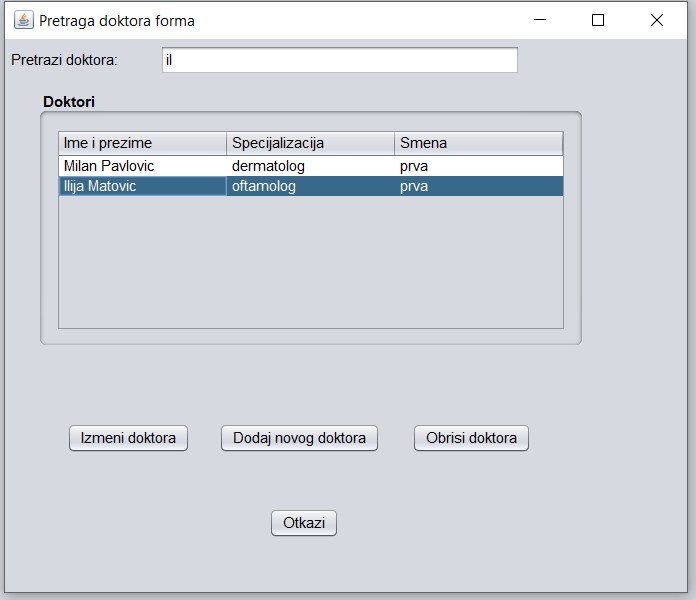 Pretraga doktora forma
Pretrazi doktora: il
Doktori
Ime i prezime Specijalizacija Smena
Milan Pavlovic dermatolog prva
Ilija Matovic oftamolog prva
Izmeni doktora Dodaj novog doktora Obrisi doktora
Otkazi